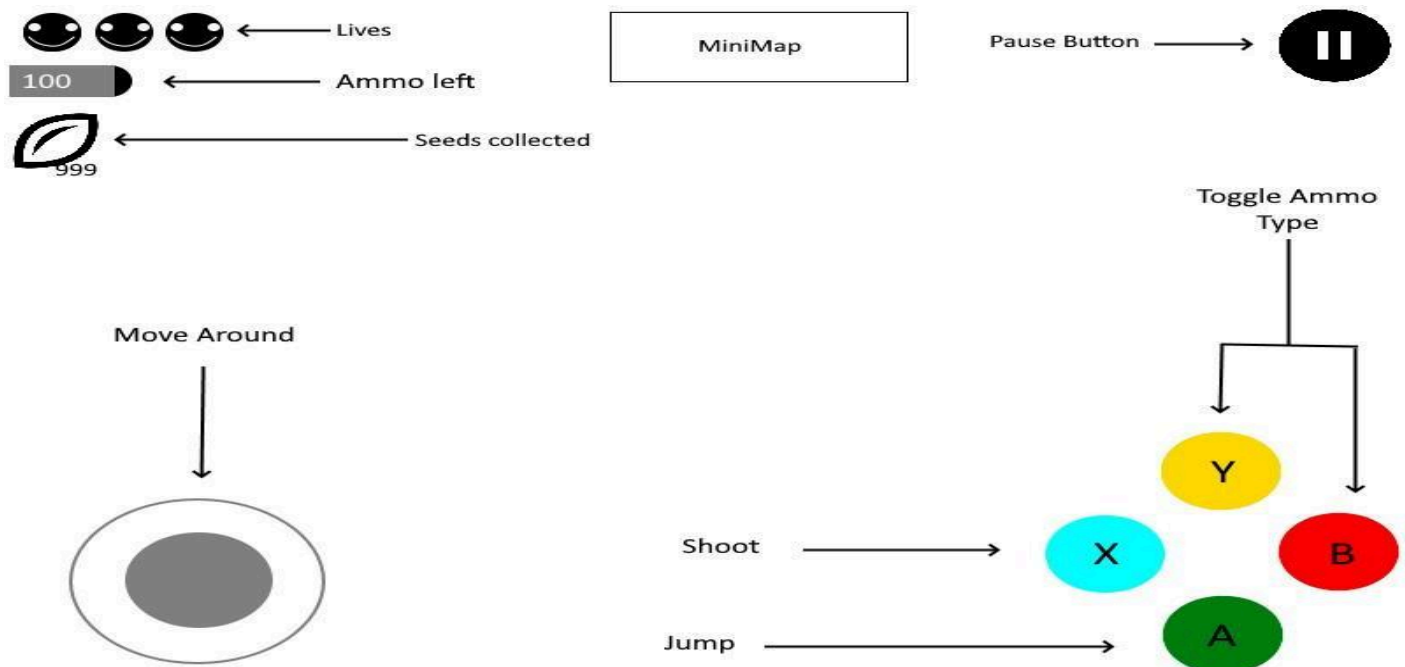 Lives
MiniMap
Pause Button
100
Ammo left
Seeds collected
999
Toggle Ammo
Type
Move Around
Y
Shoot
X
B
Jump
A